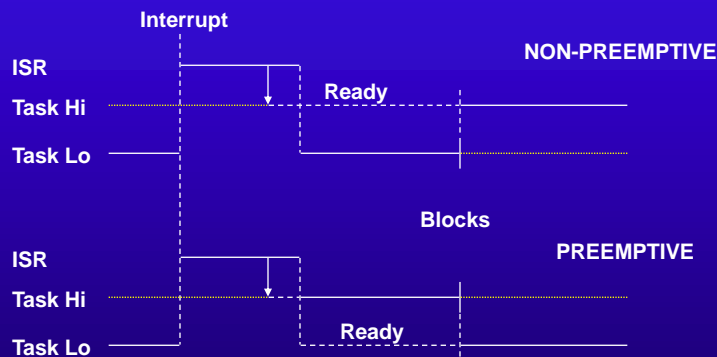 Interrupt
NON-PREEMPTIVE
ISR
Ready
Task Hi
Task Lo
Blocks
PREEMPTIVE
ISR
Task Hi
Ready
Task Lo